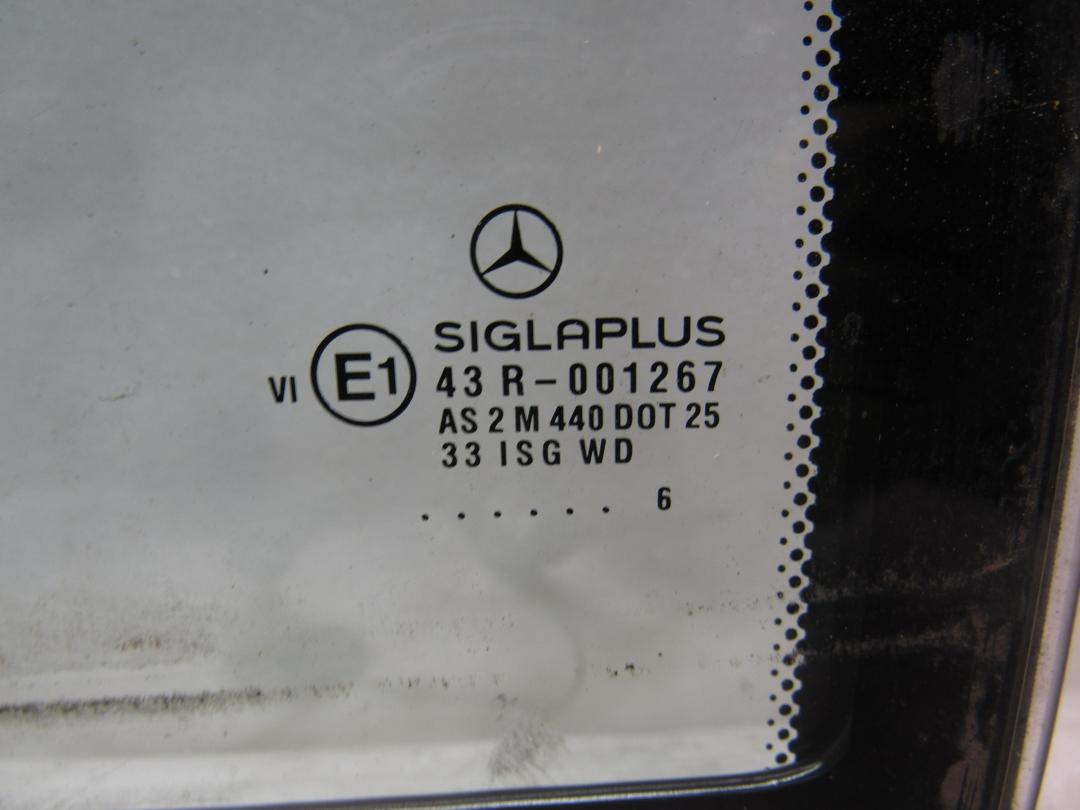 SIGLAPLUS
VI E1 43 R-001267
AS 2 M 440 DOT 25
33 ISG WD
. . . . . . 6